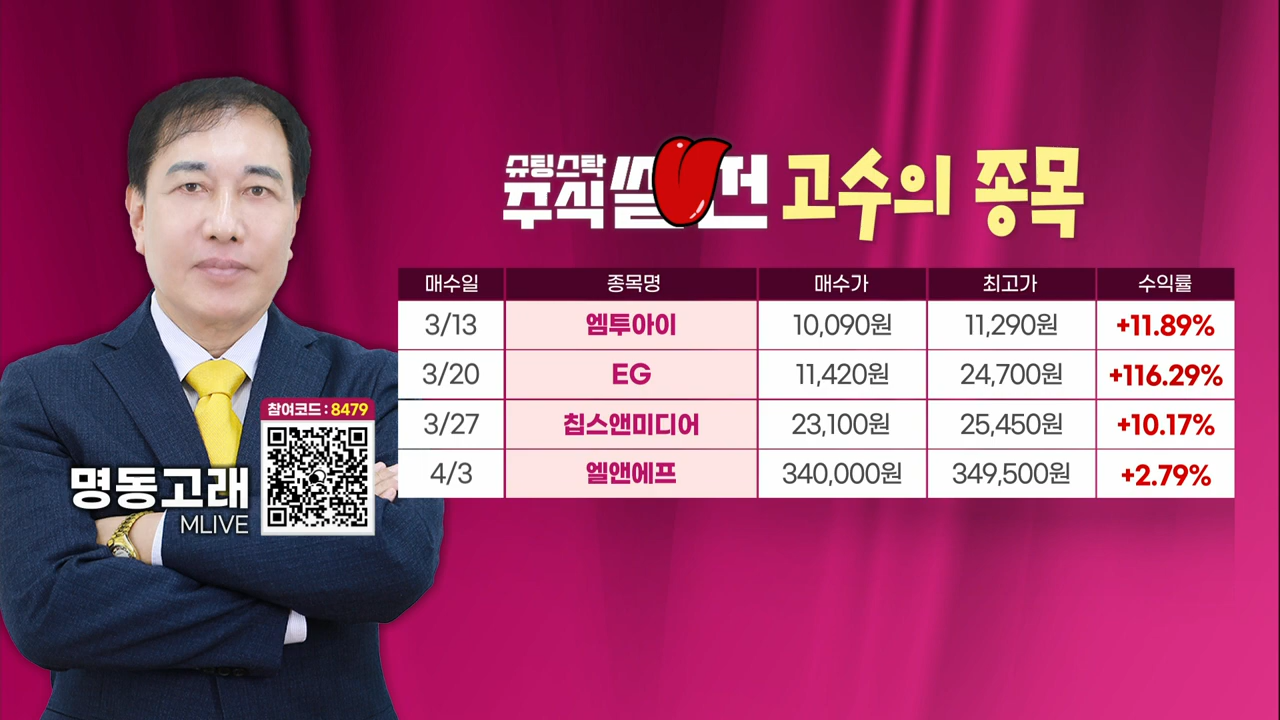 슈팅스탁
주식썰전 고수의 종목
매수일 종목명 매수가 최고가 수익률
3/13 엠투아이 10,090원 11,290원 +11.89%
3/20 EG 11,420원 24,700원 +116.29%
3/27 칩스앤미디어 23,100원 25,450원 +10.17%
4/3 엘앤에프 340,000원 349,500원 +2.79%
참여코드 : 8479
명동고래
MLIVE